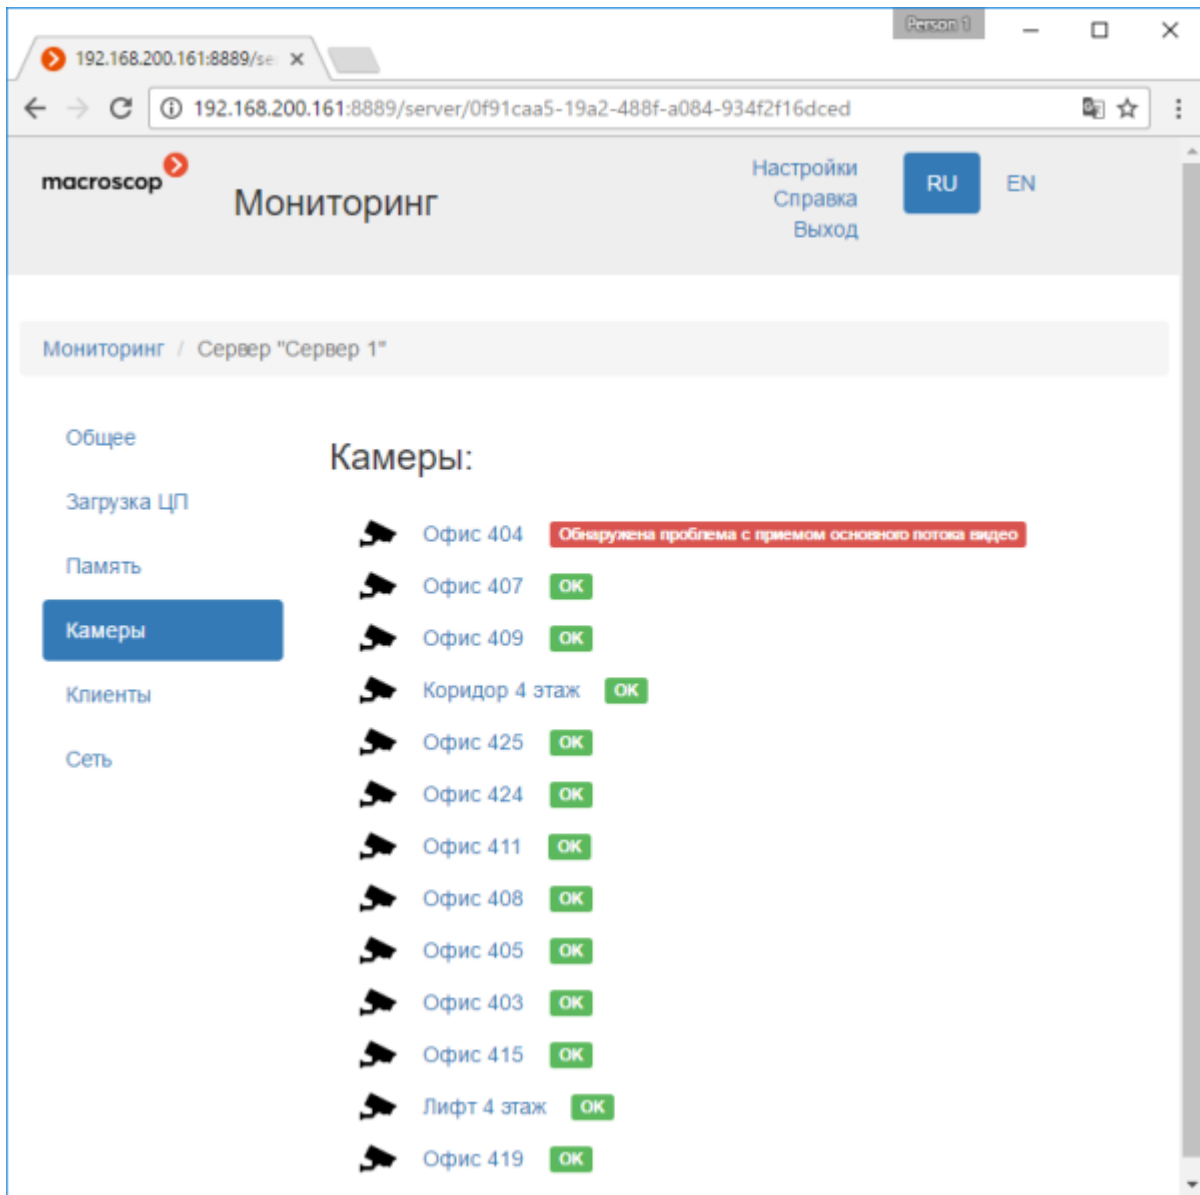 Person 1
192.168.200.161:8889/se
192.168.200.161:8889/server/0f91caa5-19a2-488f-a084-934f2f16dced
macroscop
Мониторинг
Настройки
Справка
Выход
RU
EN
Мониторинг / Сервер "Сервер 1"
Общее
Загрузка ЦП
Память
Камеры
Клиенты
Сеть
Камеры:
Офис 404 Обнаружена проблема с приемом основного потока видео
Офис 407 OK
Офис 409 OK
Коридор 4 этаж OK
Офис 425 OK
Офис 424 OK
Офис 411 OK
Офис 408 OK
Офис 405 OK
Офис 403 OK
Офис 415 OK
Лифт 4 этаж OK
Офис 419 OK